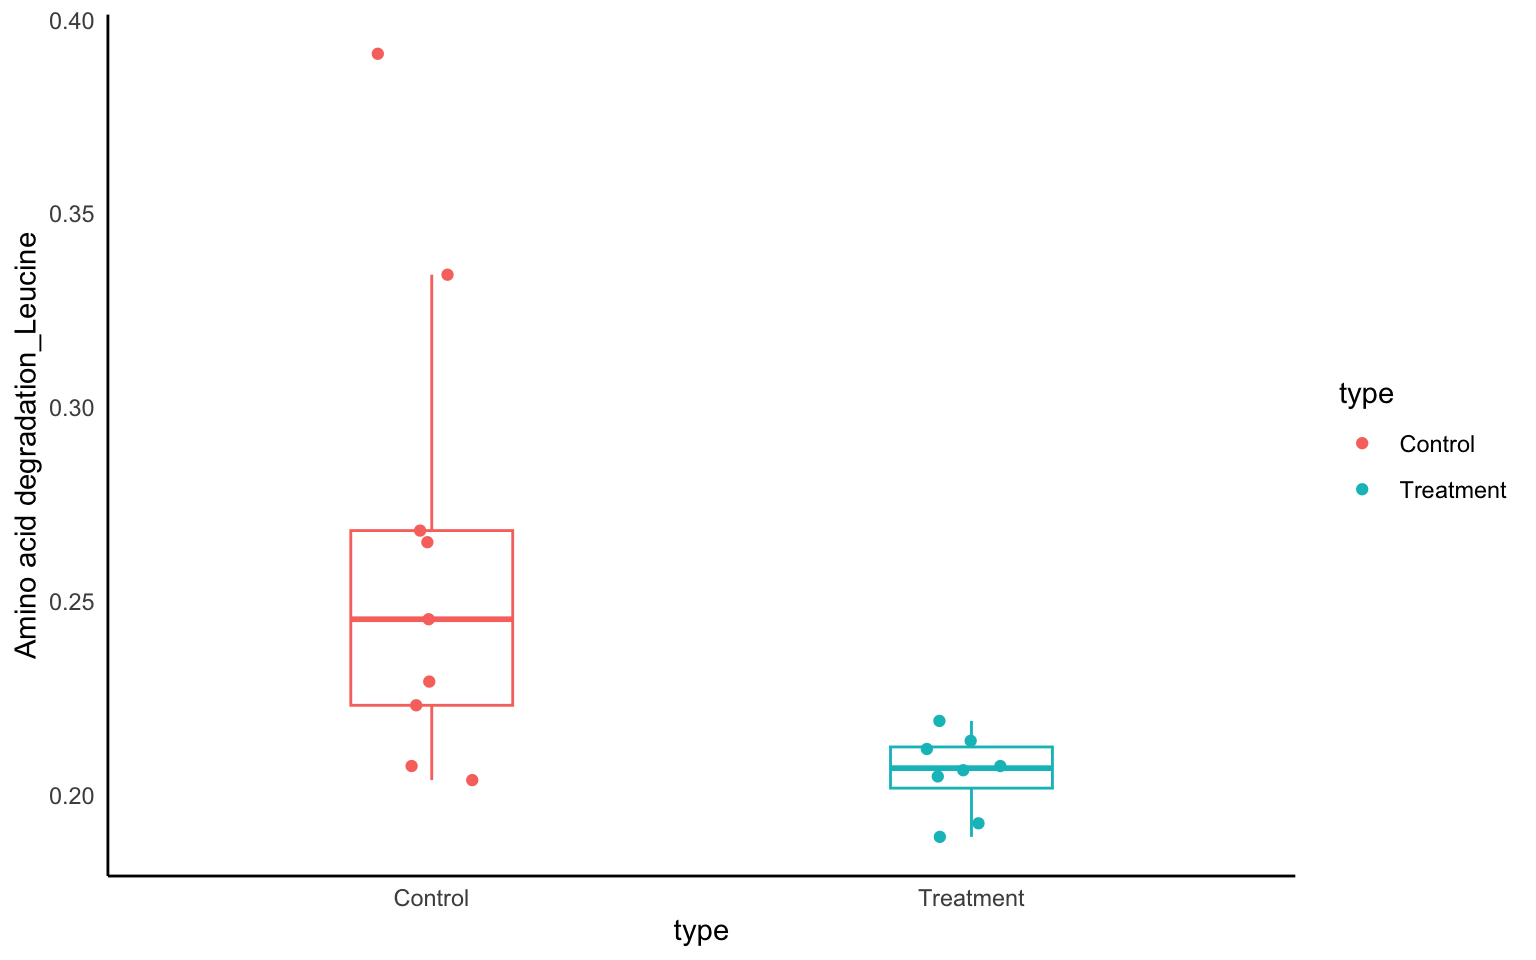 0.40
0.35
0.30
0.25
0.20
Amino acid degradation_Leucine
Control
Treatment
type
type
Control
Treatment